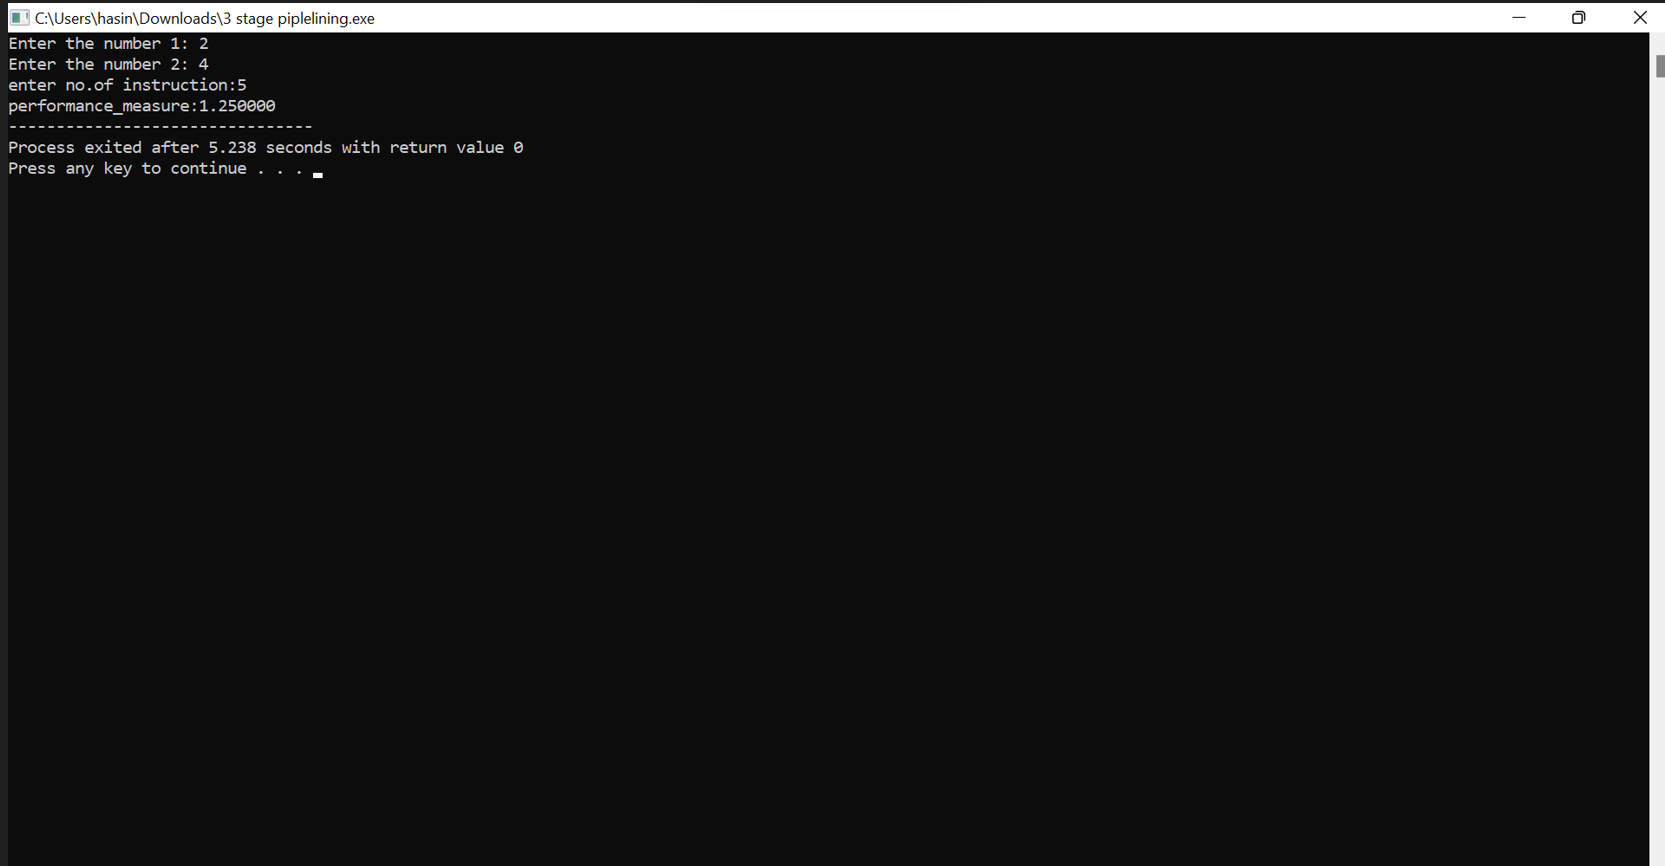 C:\Users\hasin\Downloads\3 stage piplelining.exe
Enter the number 1: 2
Enter the number 2: 4
enter no.of instruction:5
performance_measure:1.250000
--------------------------------
Process exited after 5.238 seconds with return value 0
Press any key to continue . . .